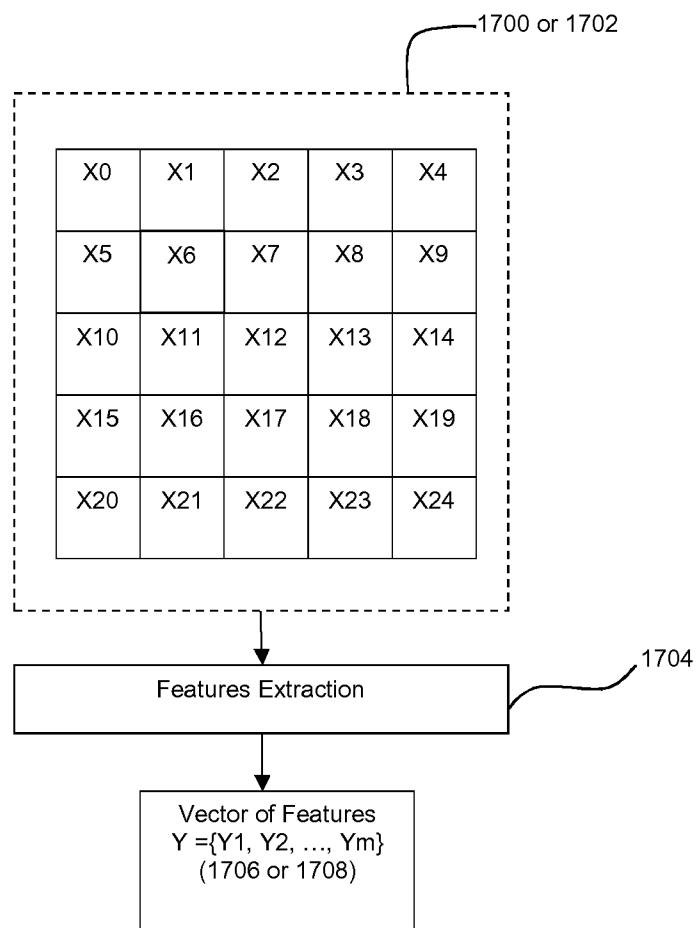 1700 or 1702
X0 X1 X2 X3 X4
X5 X6 X7 X8 X9
X10 X11 X12 X13 X14
X15 X16 X17 X18 X19
X20 X21 X22 X23 X24
1704
Features Extraction
Vector of Features
Y ={Y1, Y2, …, Ym}
(1706 or 1708)